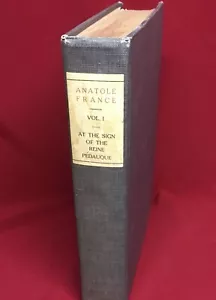 ANATOLE
FRANCE
VOL. I
AT THE SIGN
OF THE
REINE
PEDAUQUE